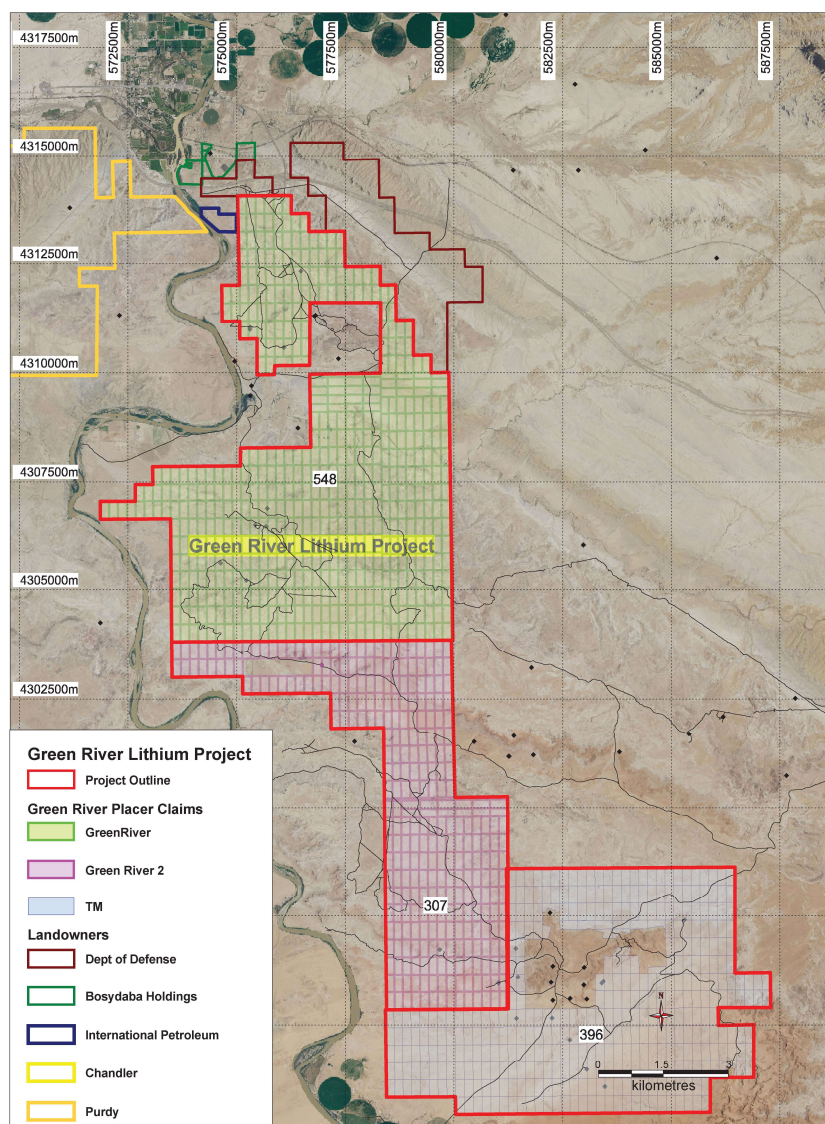 4317500m
572500m
575000m
577500m
580000m
582500m
585000m
587500m
4315000m
4312500m
4310000m
4307500m
548
Green River Lithium Project
4305000m
4302500m
Green River Lithium Project
Project Outline
Green River Placer Claims
GreenRiver
Green River 2
TM
Landowners
Dept of Defense
Bosydaba Holdings
International Petroleum
Chandler
Purdy
307
N
396
0 1.5 3
kilometres